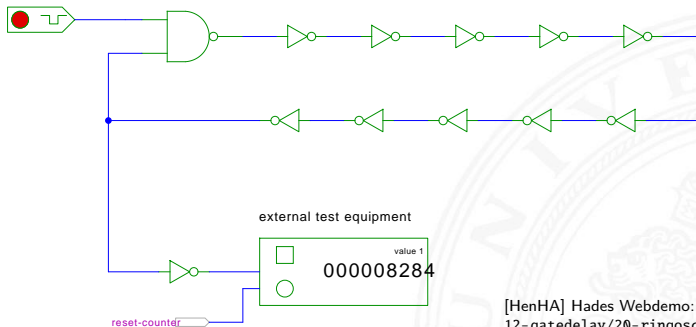 external test equipment
value 1
000008284
reset-counter
[HenHA] Hades Webdemo: